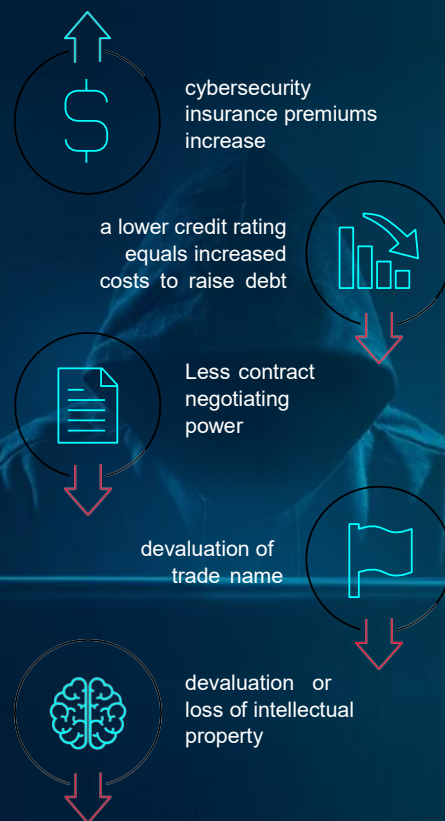 cybersecurity
insurance premiums
increase
a lower credit rating
equals increased
costs to raise debt
Less contract
negotiating
power
devaluation of
trade name
devaluation or
loss of intellectual
property